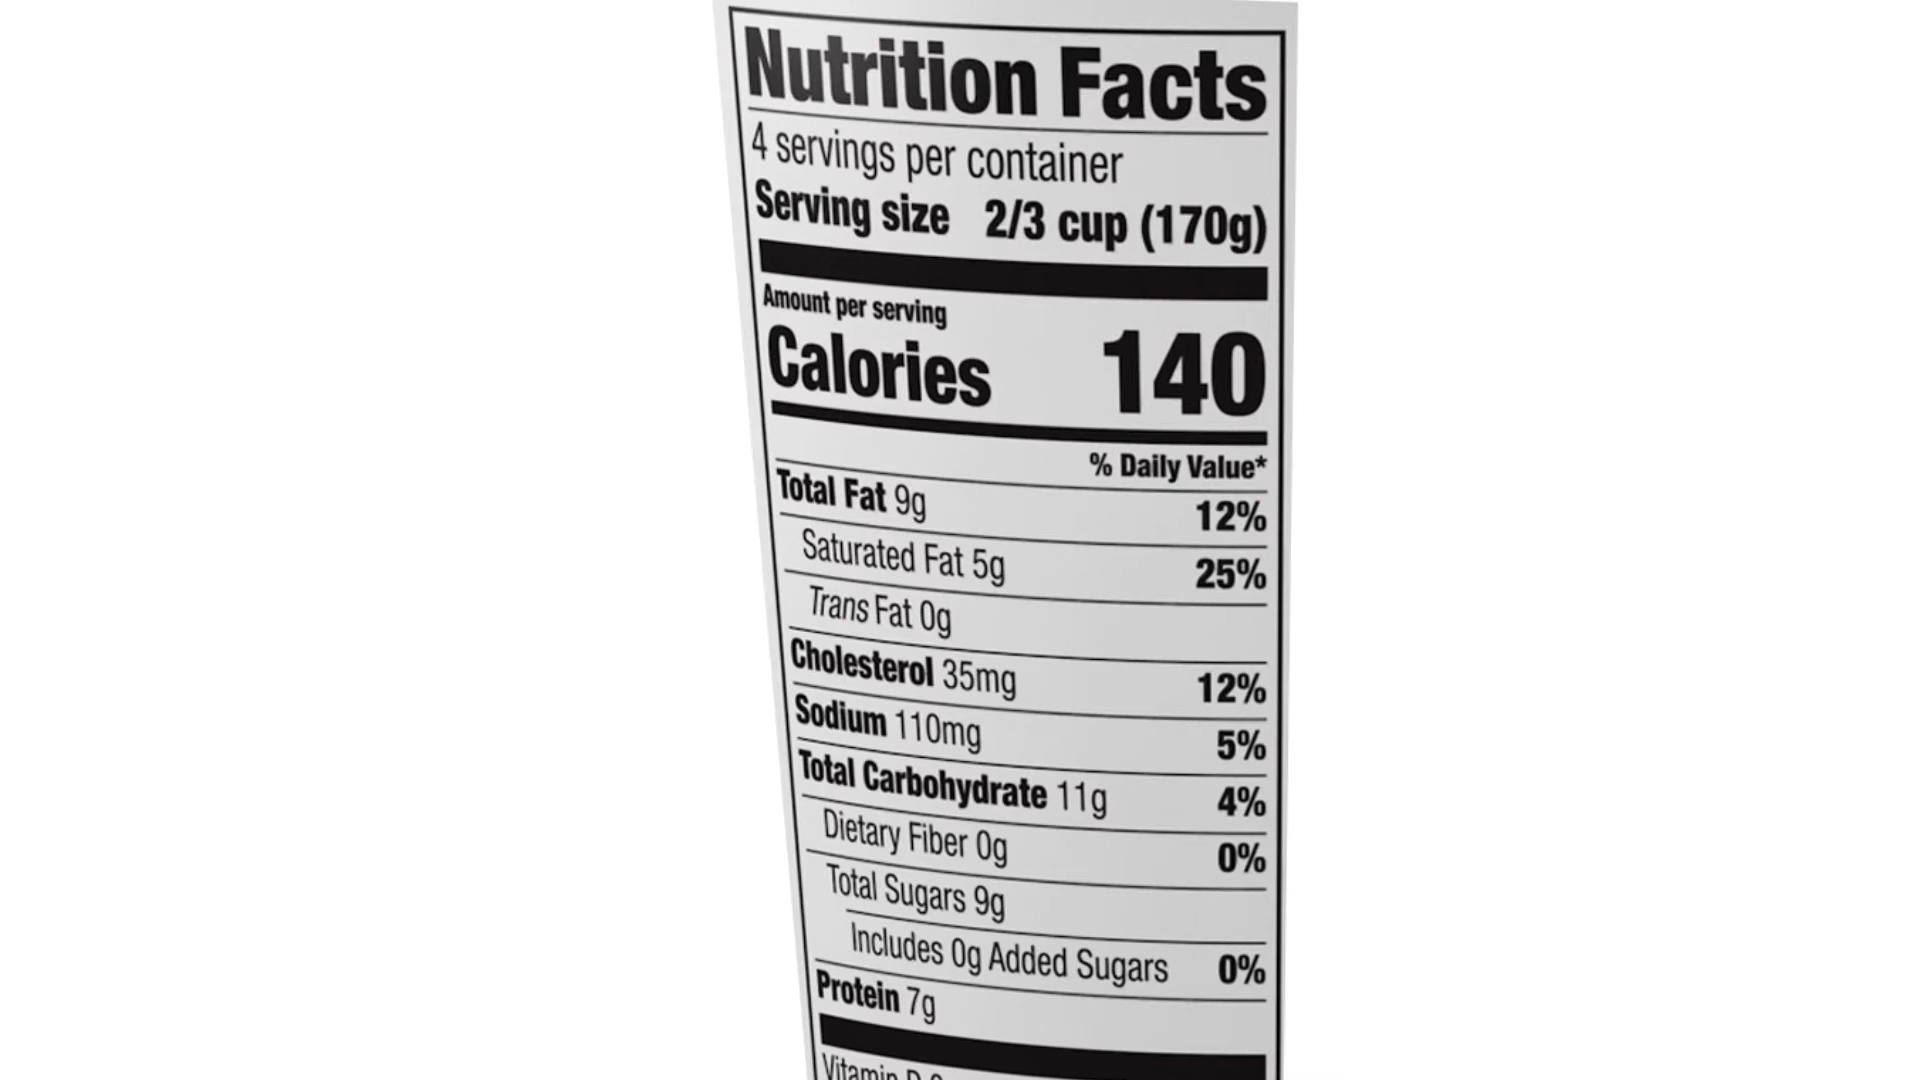 Nutrition Facts
4 servings per container
Serving size 2/3 cup (170g)
Amount per serving
Calories 140
% Daily Value*
Total Fat 9g 12%
Saturated Fat 5g 25%
Trans Fat 0g
Cholesterol 35mg 12%
Sodium 110mg 5%
Total Carbohydrate 11g 4%
Dietary Fiber 0g 0%
Total Sugars 9g
Includes 0g Added Sugars 0%
Protein 7g
Vitamin D